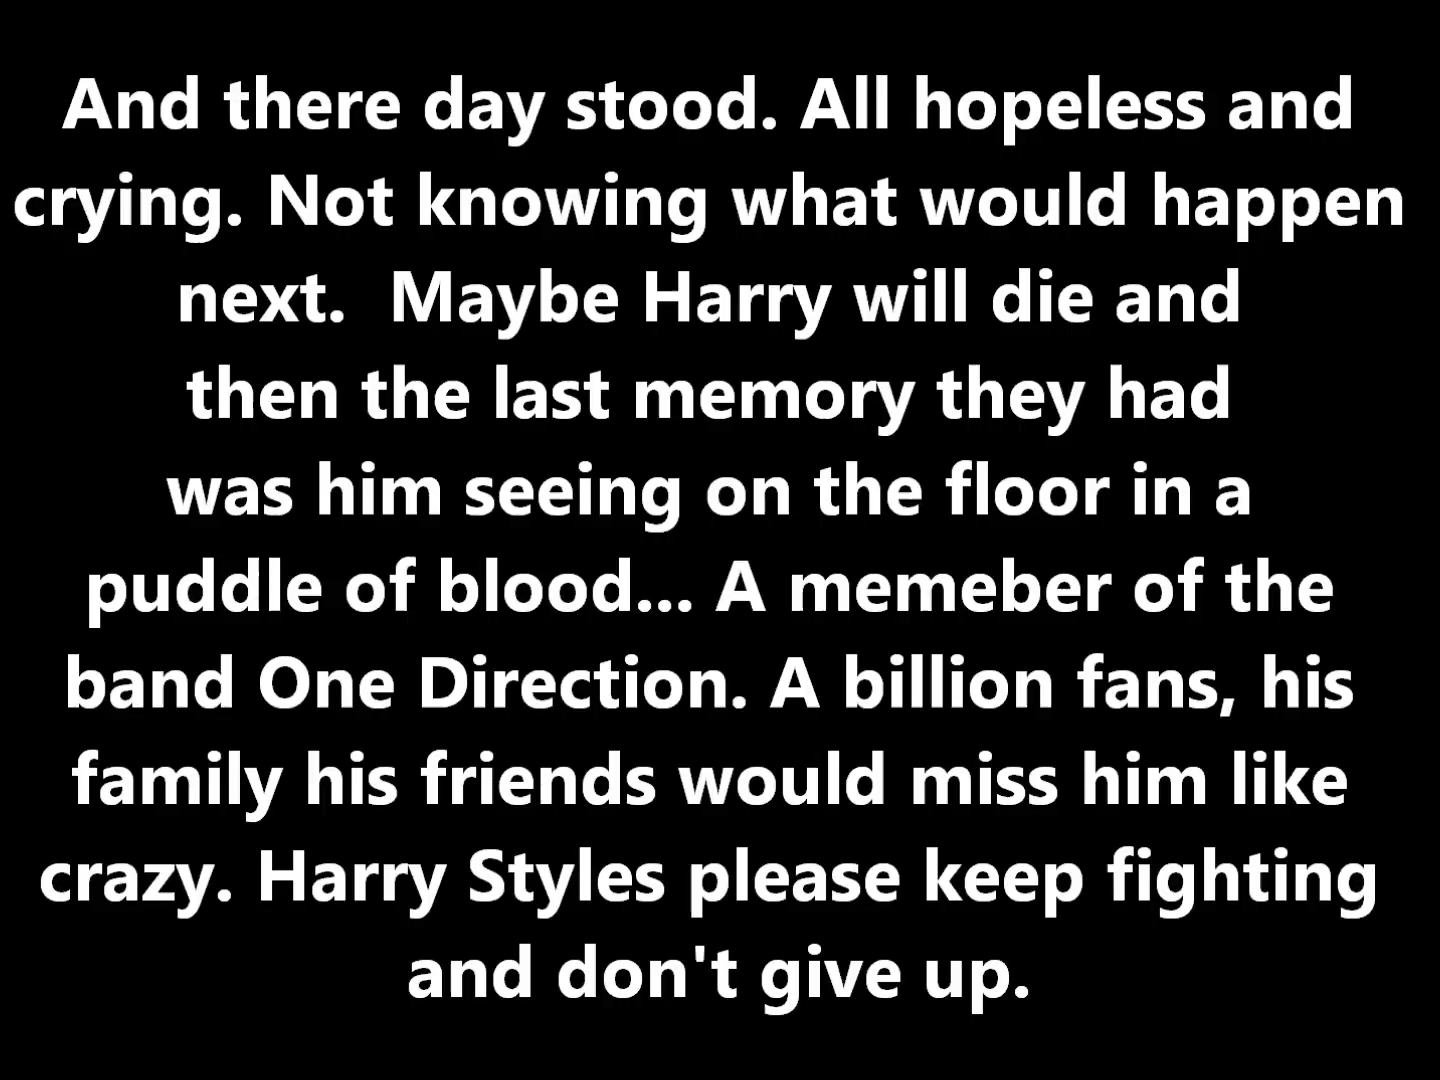 And there day stood. All hopeless and
crying. Not knowing what would happen
next.  Maybe Harry will die and
then the last memory they had
was him seeing on the floor in a
puddle of blood... A memeber of the
band One Direction. A billion fans, his
family his friends would miss him like
crazy. Harry Styles please keep fighting
and don't give up.